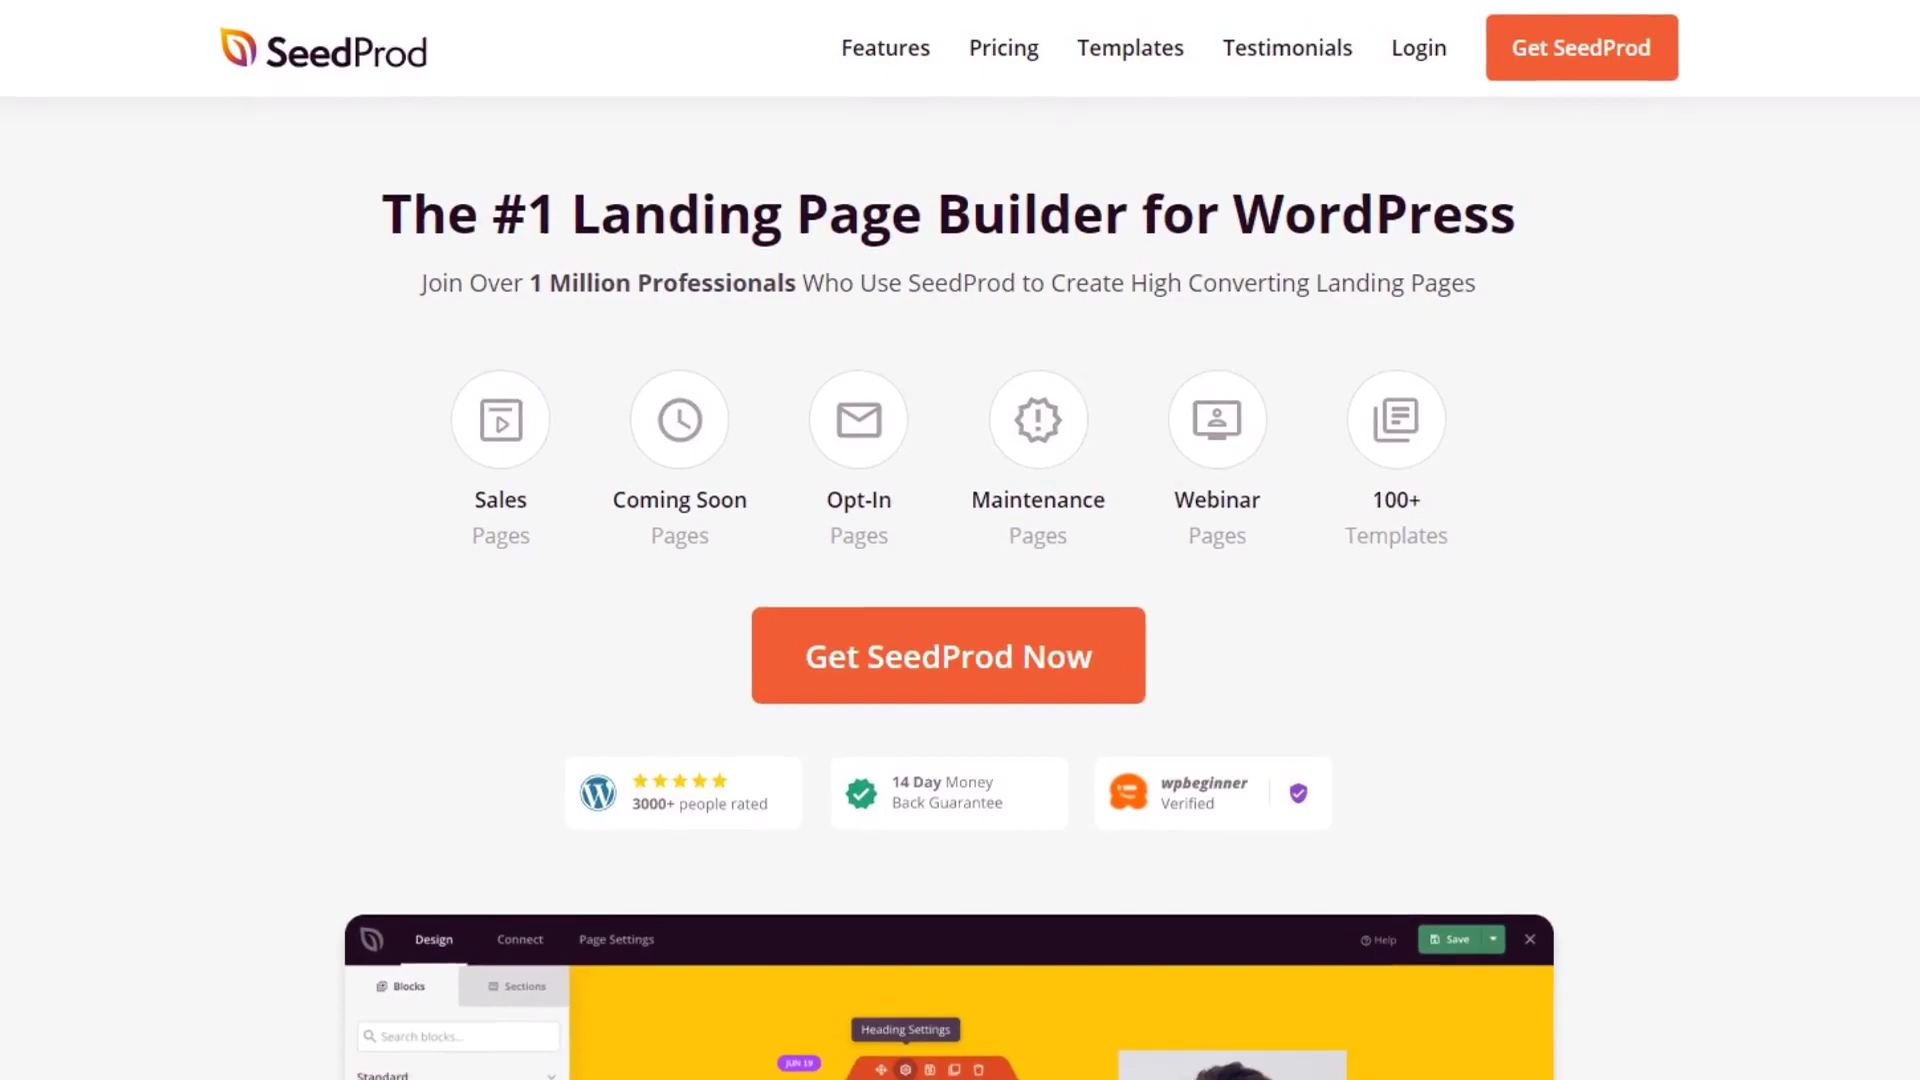 SeedProd
Features
Pricing
Templates
Testimonials
Login
Get SeedProd
The #1 Landing Page Builder for WordPress
Join Over 1 Million Professionals Who Use SeedProd to Create High Converting Landing Pages
Sales
Pages
Coming Soon
Pages
Opt-In
Pages
Maintenance
Pages
Webinar
Pages
100+
Templates
Get SeedProd Now
3000+ people rated
14 Day Money
Back Guarantee
wpbeginner
Verified
Design
Connect
Page Settings
Help
Save
Blocks
Sections
Search blocks...
Heading Settings
JUN 19
Standard